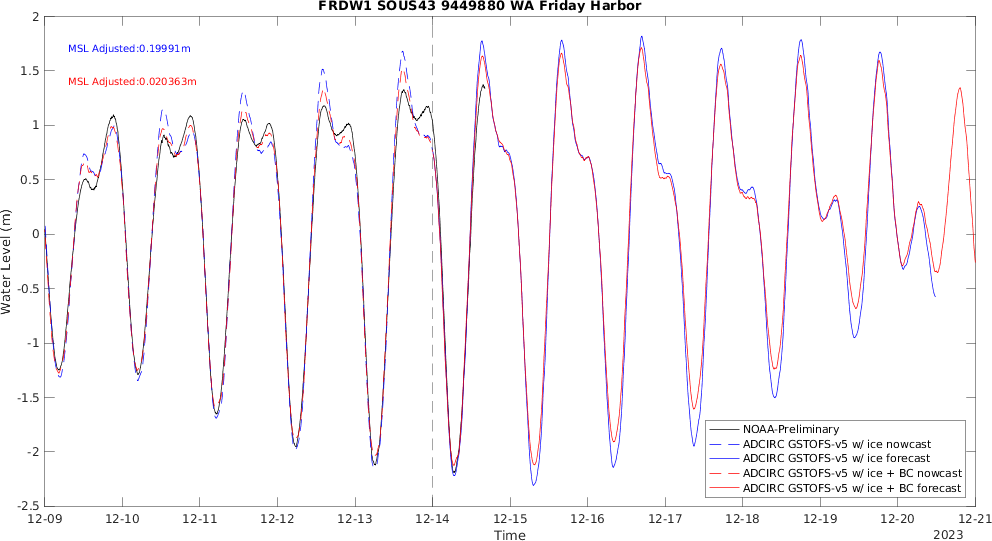 FRDW1 SOUS43 9449880 WA Friday Harbor
MSL Adjusted:0.19991m
MSL Adjusted:0.020363m
Water Level (m)
2
1.5
1
0.5
0
-0.5
-1
-1.5
-2
-2.5
NOAA-Preliminary
ADCIRC GSTOFS-v5 w/ ice nowcast
ADCIRC GSTOFS-v5 w/ ice forecast
ADCIRC GSTOFS-v5 w/ ice + BC nowcast
ADCIRC GSTOFS-v5 w/ ice + BC forecast
12-09 12-10 12-11 12-12 12-13 12-14 12-15 12-16 12-17 12-18 12-19 12-20 12-21
Time
2023